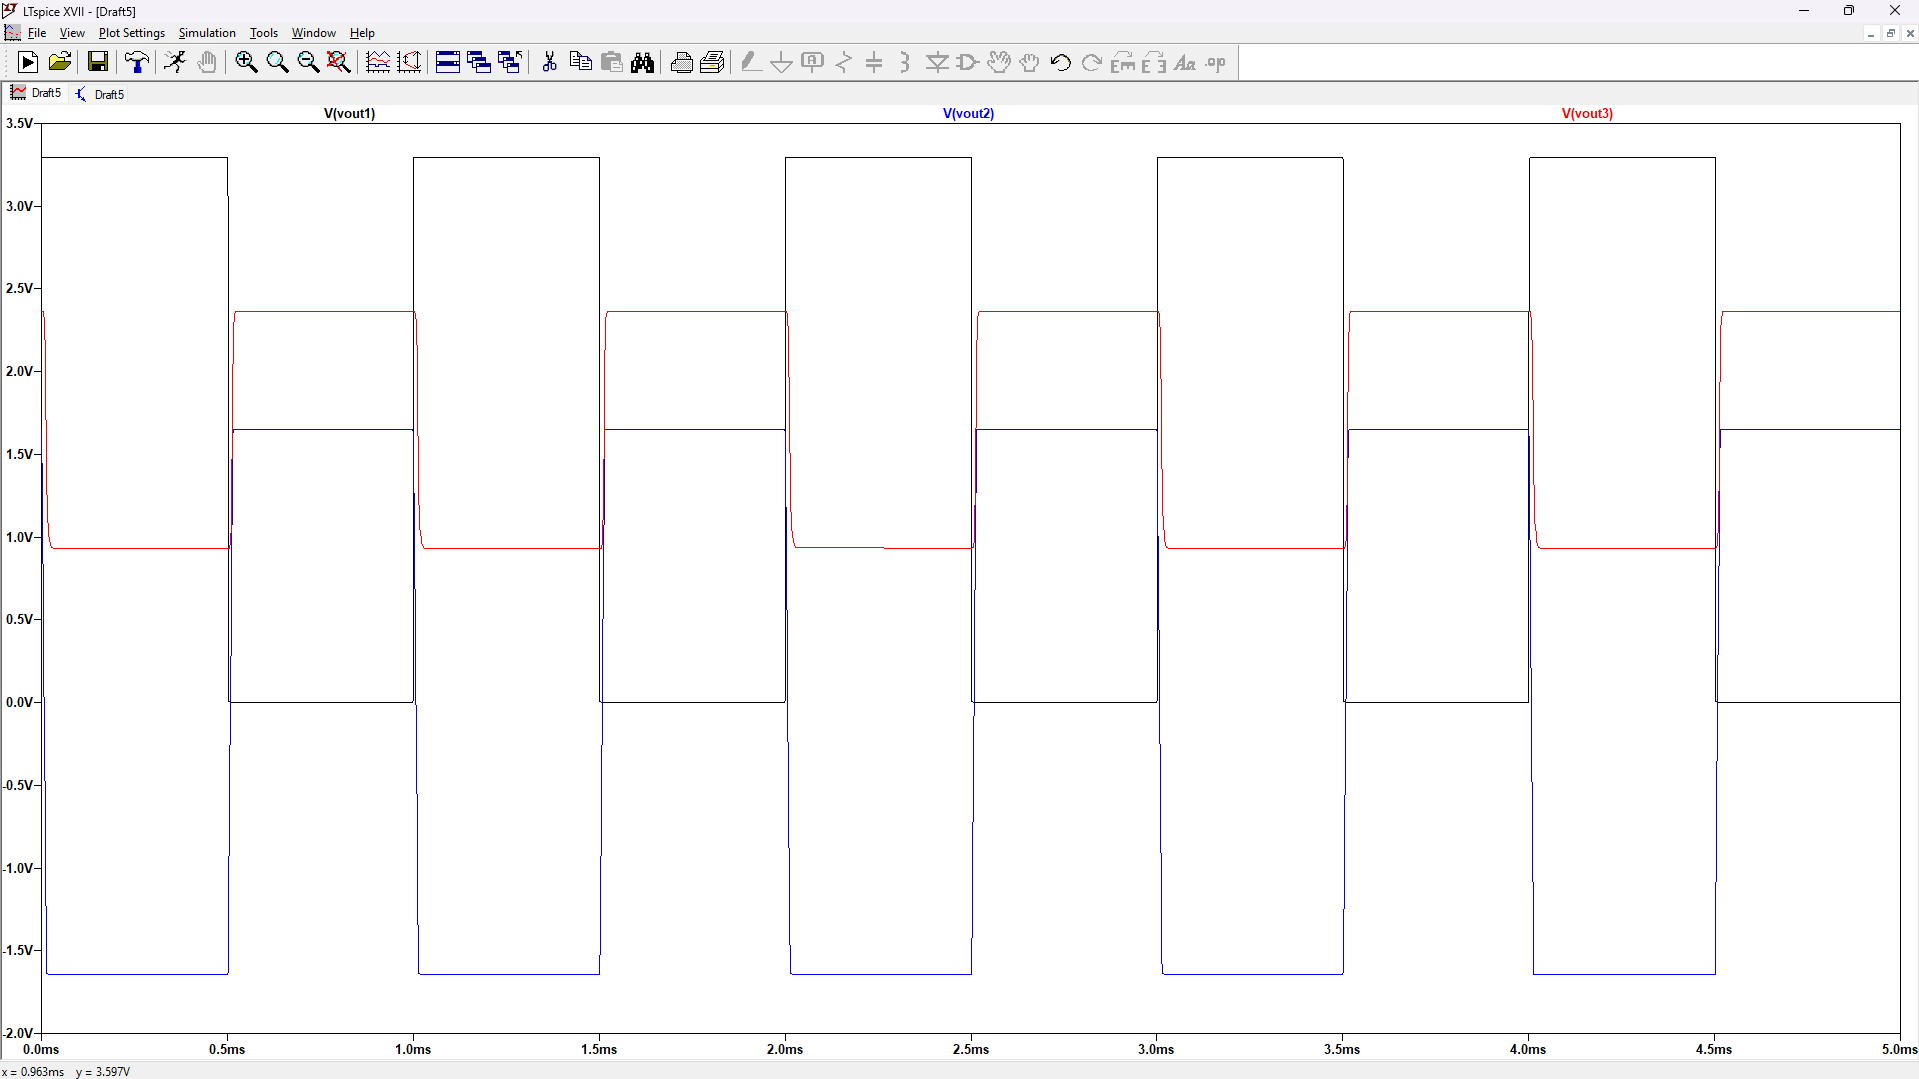 LTspice XVII - [Draft5]
File View Plot Settings Simulation Tools Window Help
Draft5 Draft5
V(vout1) V(vout2) V(vout3)
3.5V
3.0V
2.5V
2.0V
1.5V
1.0V
0.5V
0.0V
-0.5V
-1.0V
-1.5V
-2.0V
0.0ms 0.5ms 1.0ms 1.5ms 2.0ms 2.5ms 3.0ms 3.5ms 4.0ms 4.5ms 5.0ms
x = 0.963ms y = 3.597V